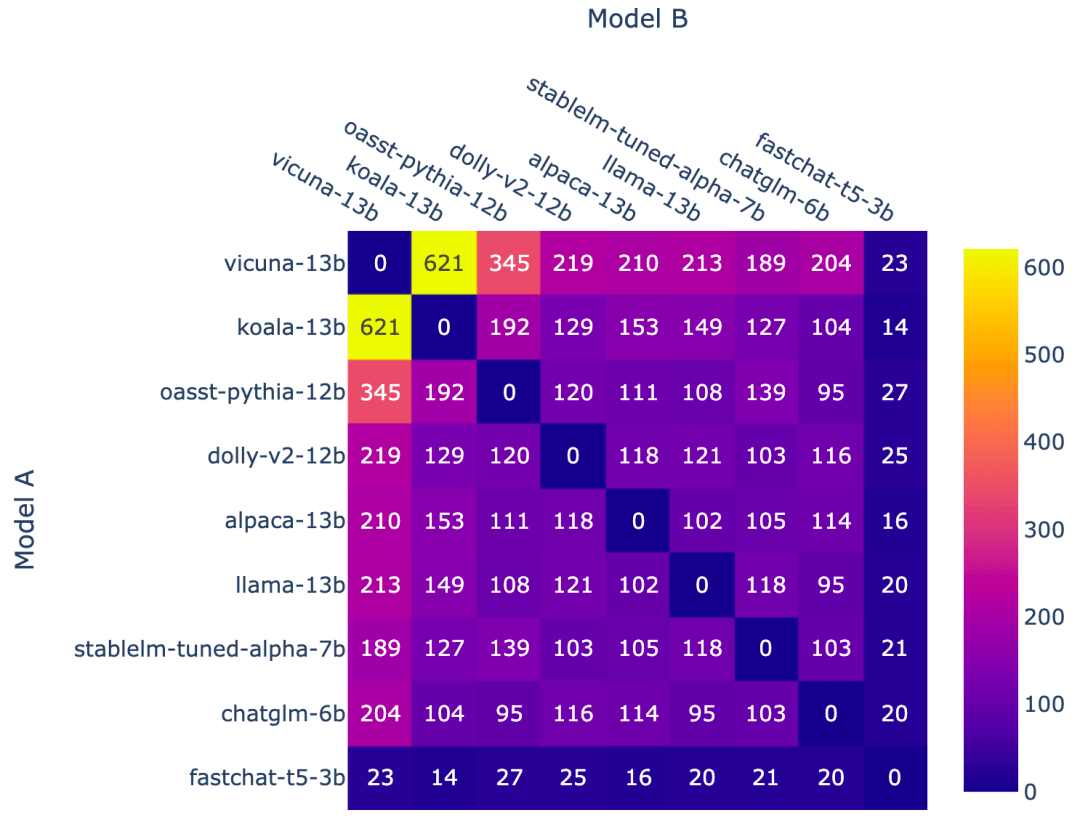 Model B
vicuna-13b
koala-13b
oasst-pythia-12b
dolly-v2-12b
alpaca-13b
llama-13b
stablelm-tuned-alpha-7b
chatglm-6b
fastchat-t5-3b
Model A
vicuna-13b 0 621 345 219 210 213 189 204 23
koala-13b 621 0 192 129 153 149 127 104 14
oasst-pythia-12b 345 192 0 120 111 108 139 95 27
dolly-v2-12b 219 129 120 0 118 121 103 116 25
alpaca-13b 210 153 111 118 0 102 105 114 16
llama-13b 213 149 108 121 102 0 118 95 20
stablelm-tuned-alpha-7b 189 127 139 103 105 118 0 103 21
chatglm-6b 204 104 95 116 114 95 103 0 20
fastchat-t5-3b 23 14 27 25 16 20 21 20 0
600
500
400
300
200
100
0